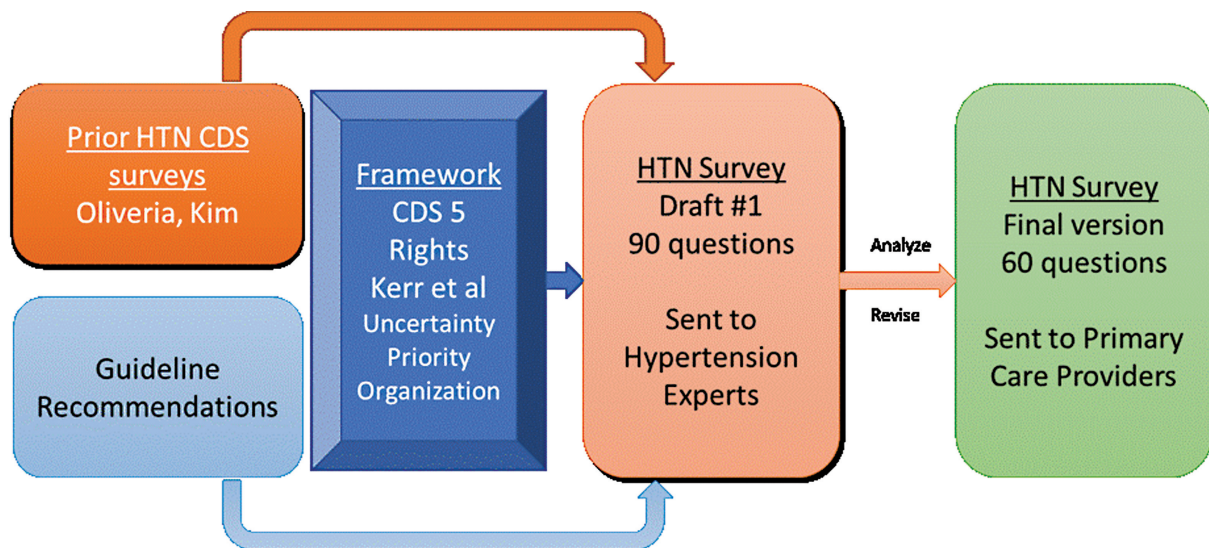 Prior HTN CDS
surveys
Oliveria, Kim
Guideline
Recommendations
Framework
CDS 5
Rights
Kerr et al
Uncertainty
Priority
Organization
HTN Survey
Draft #1
90 questions
Sent to
Hypertension
Experts
Analyze
Revise
HTN Survey
Final version
60 questions
Sent to Primary
Care Providers